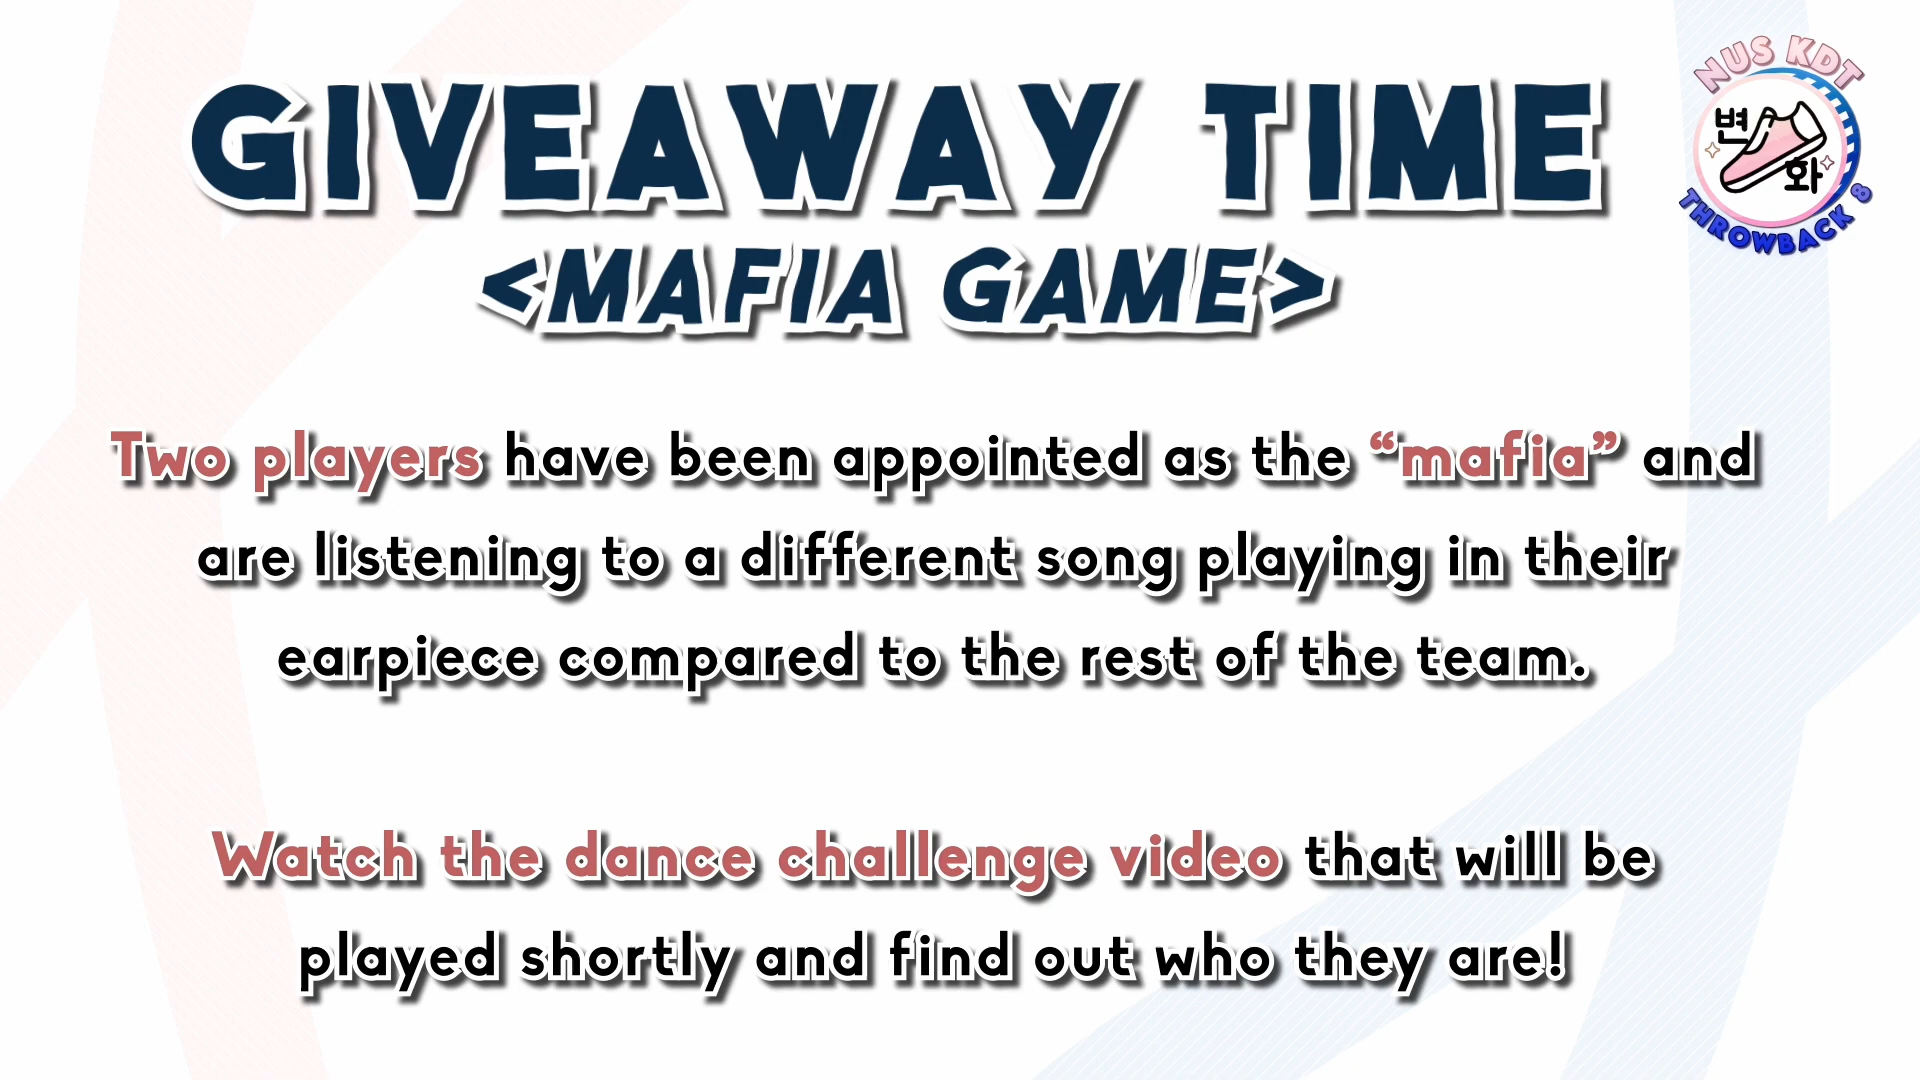 GIVEAWAY TIME
<MAFIA GAME>
NUS KDT
변
화
THROWBACK 8
Two players have been appointed as the “mafia” and
are listening to a different song playing in their
earpiece compared to the rest of the team.
Watch the dance challenge video that will be
played shortly and find out who they are!